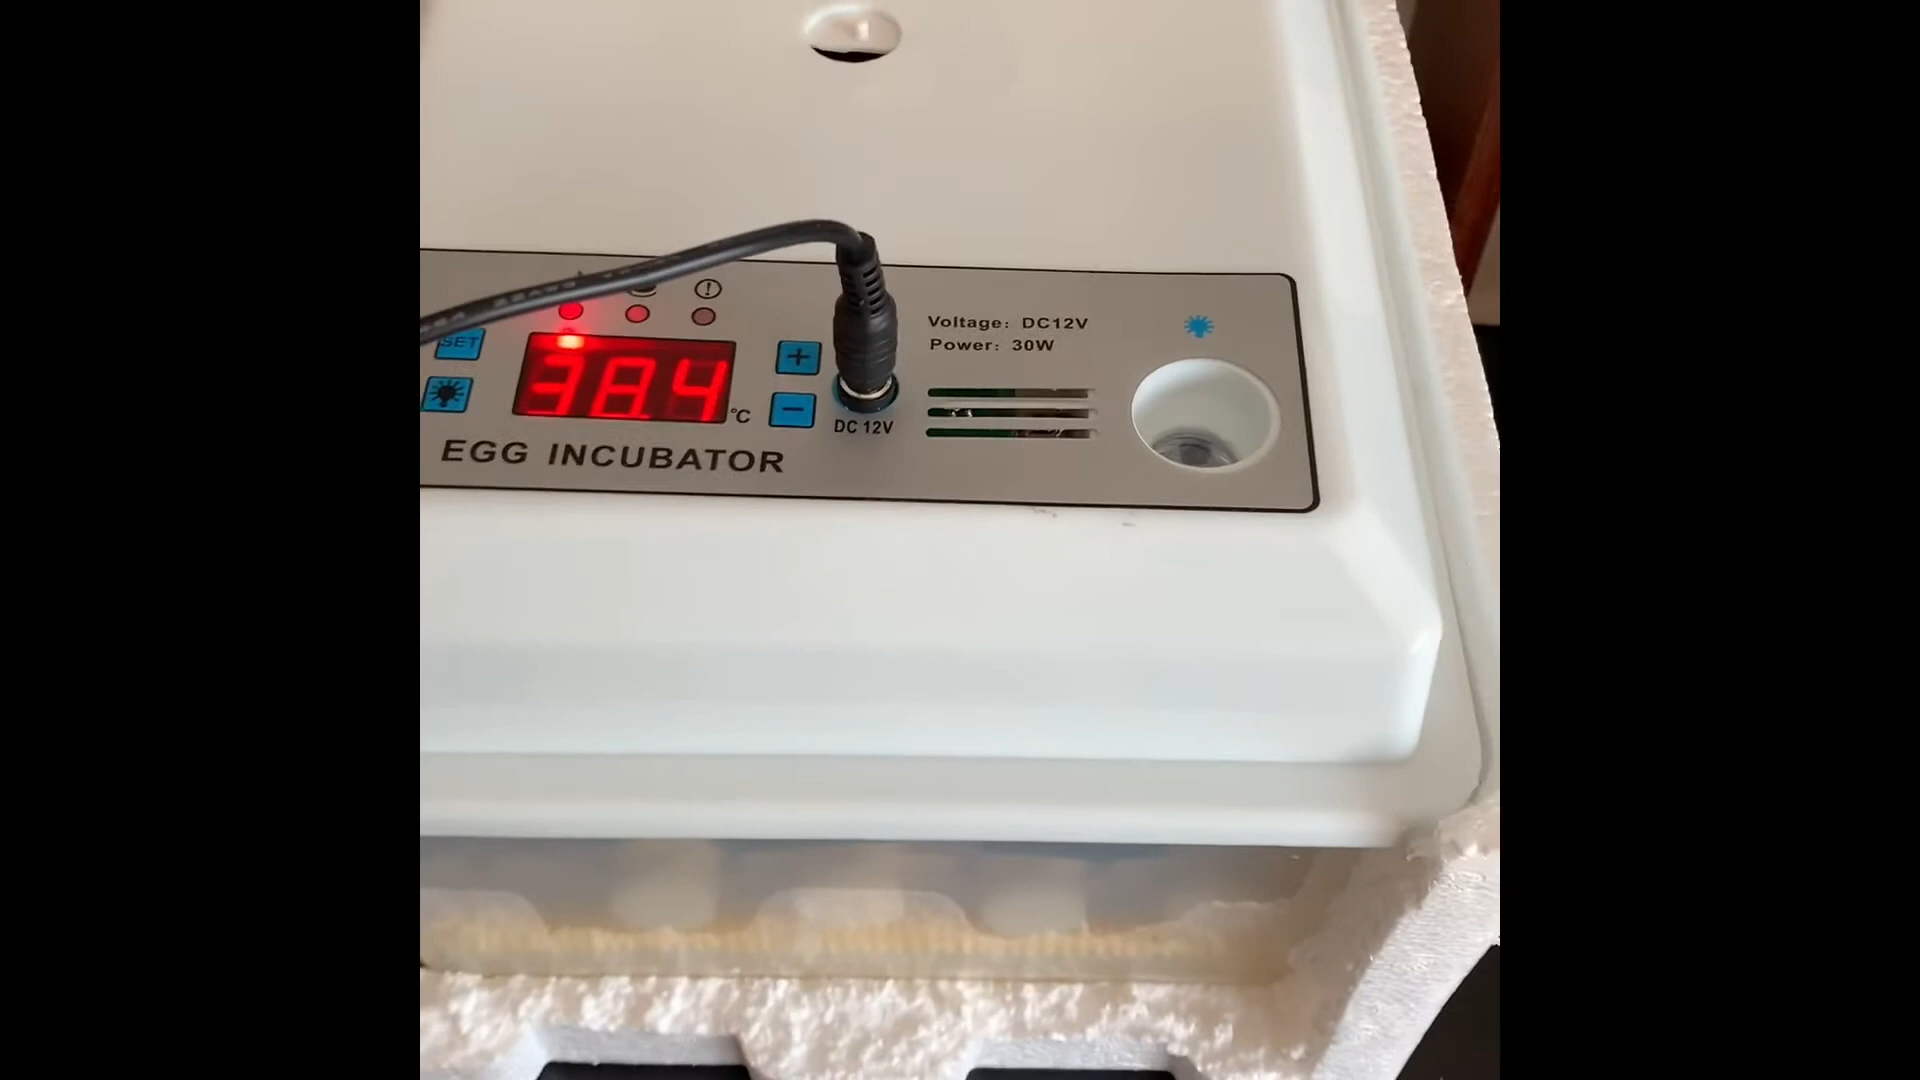 Voltage: DC12V
SET
Power: 30W
38.4
°C
+
-
DC 12V
EGG INCUBATOR